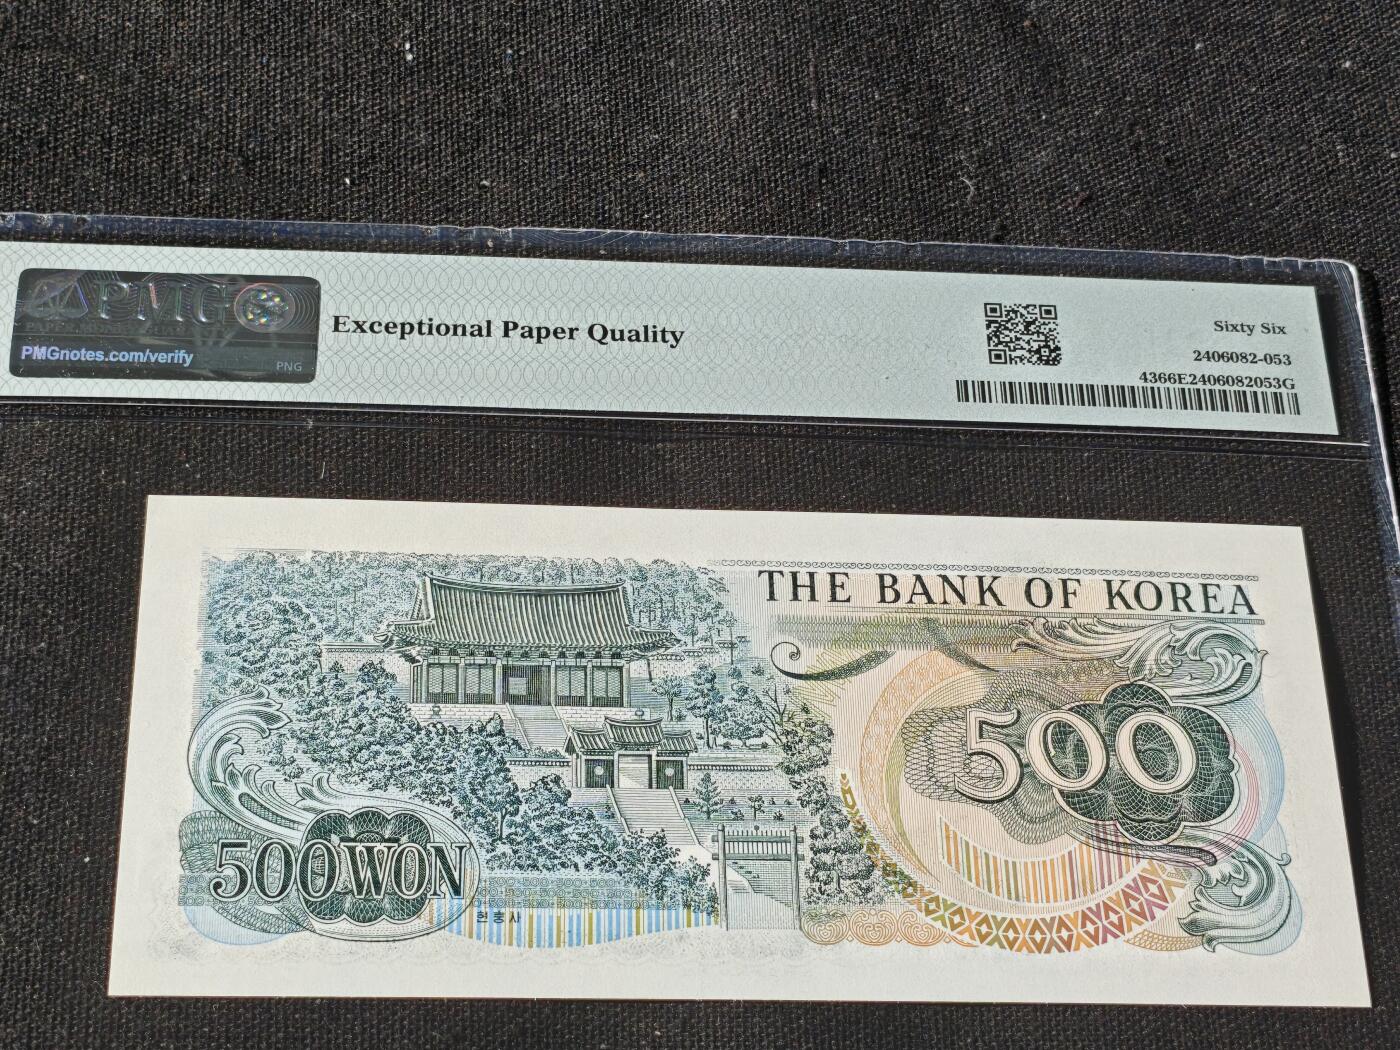 PMG
PMGnotes.com/verify
PNG
Exceptional Paper Quality
Sixty Six
2406082-053
4366E2406082053G
THE BANK OF KOREA
500
500 WON
현충사